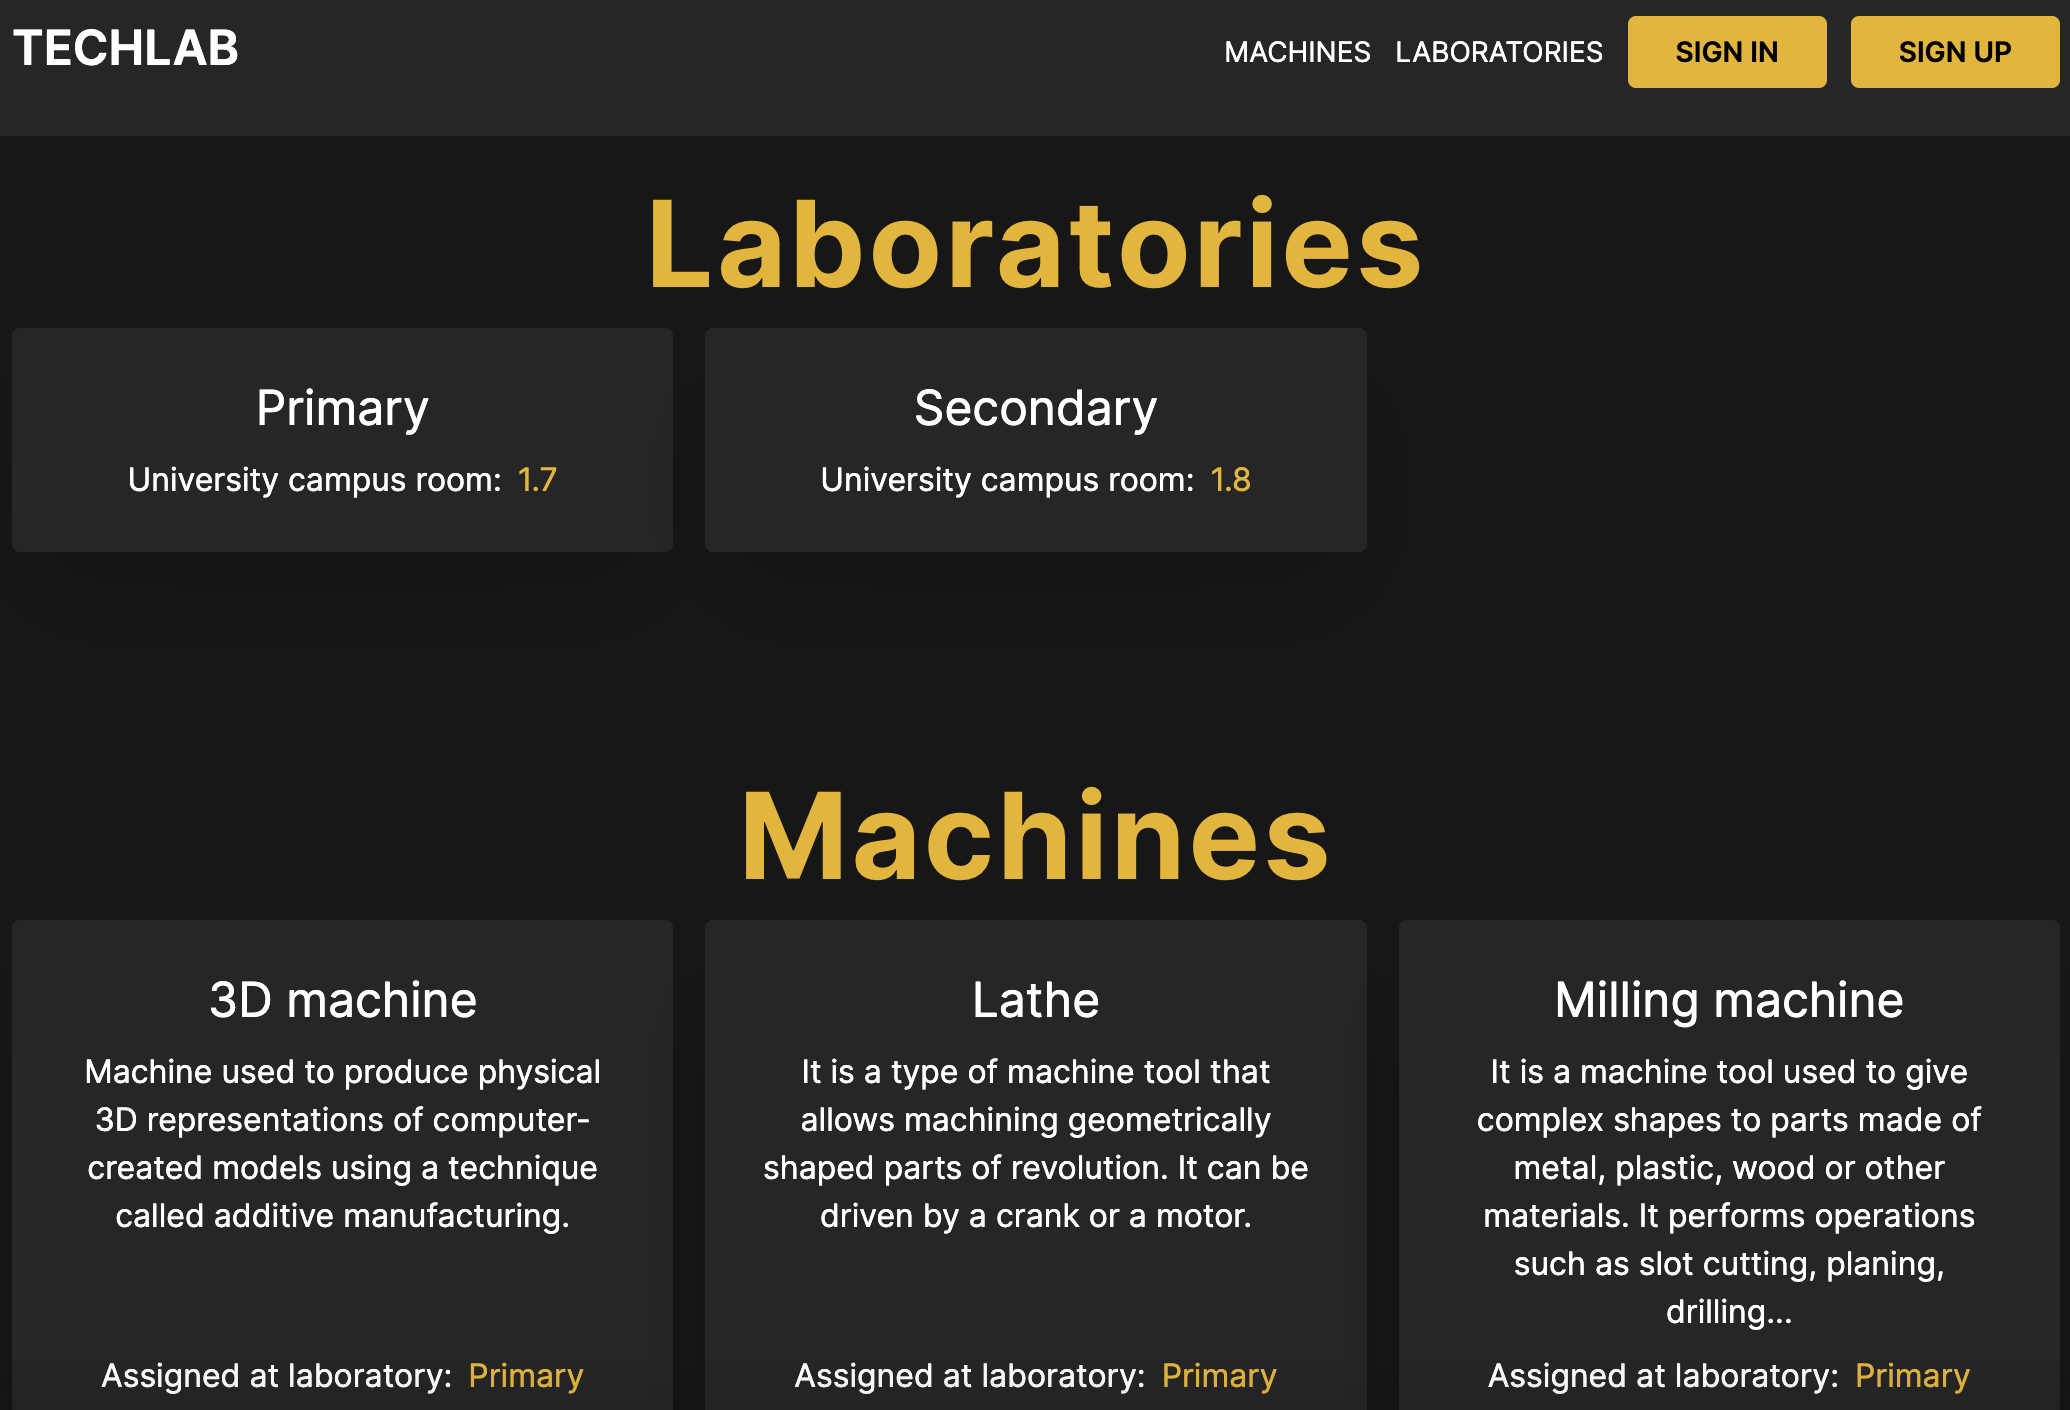 TECHLAB
MACHINES LABORATORIES SIGN IN SIGN UP
Laboratories
Primary
University campus room: 1.7
Secondary
University campus room: 1.8
Machines
3D machine
Machine used to produce physical
3D representations of computer-
created models using a technique
called additive manufacturing.
Assigned at laboratory: Primary
Lathe
It is a type of machine tool that
allows machining geometrically
shaped parts of revolution. It can be
driven by a crank or a motor.
Assigned at laboratory: Primary
Milling machine
It is a machine tool used to give
complex shapes to parts made of
metal, plastic, wood or other
materials. It performs operations
such as slot cutting, planing,
drilling...
Assigned at laboratory: Primary